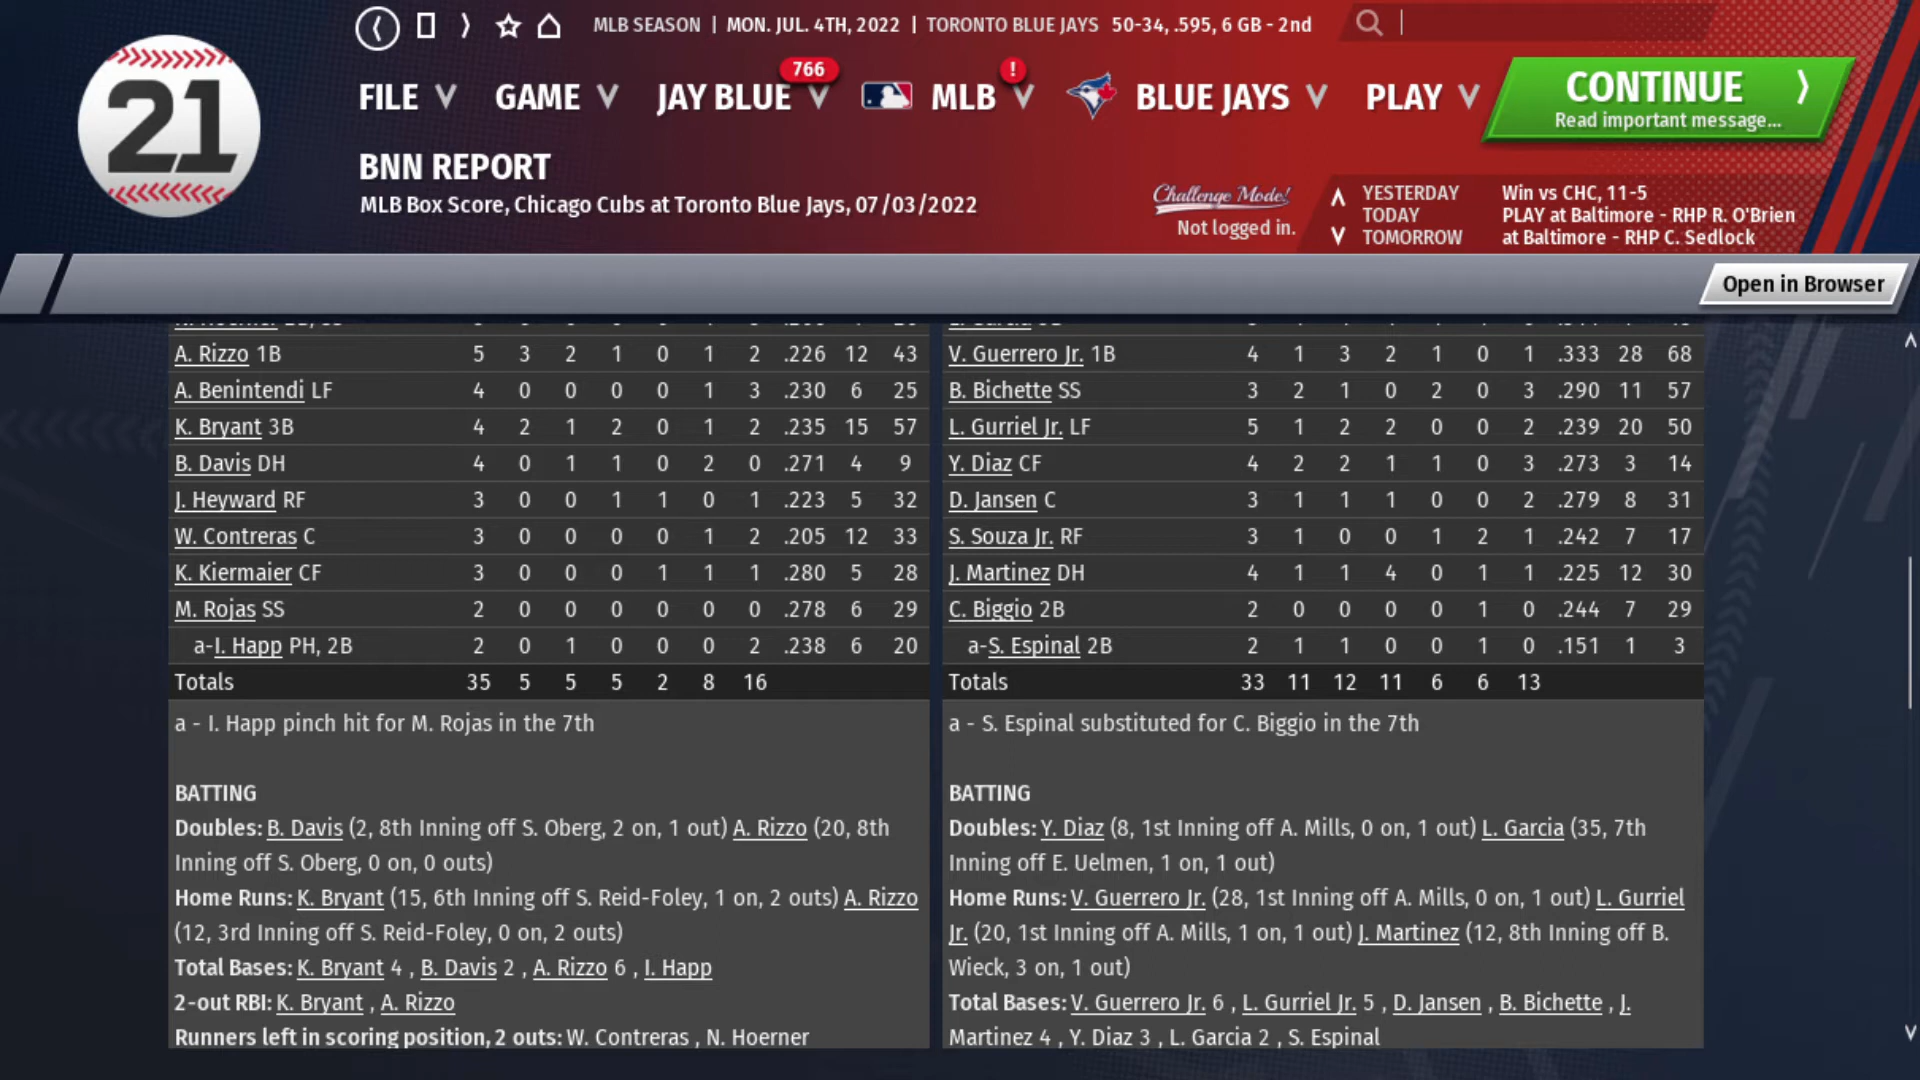 MLB SEASON | MON. JUL. 4TH, 2022 | TORONTO BLUE JAYS 50-34, .595, 6 GB - 2nd
21
FILE GAME JAY BLUE 766 MLB ! BLUE JAYS PLAY CONTINUE
Read important message...
BNN REPORT
MLB Box Score, Chicago Cubs at Toronto Blue Jays, 07/03/2022
Challenge Mode!
Not logged in.
YESTERDAY Win vs CHC, 11-5
TODAY PLAY at Baltimore - RHP R. O'Brien
TOMORROW at Baltimore - RHP C. Sedlock
Open in Browser
A. Rizzo 1B 5 3 2 1 0 1 2 .226 12 43
A. Benintendi LF 4 0 0 0 0 1 3 .230 6 25
K. Bryant 3B 4 2 1 2 0 1 2 .235 15 57
B. Davis DH 4 0 1 1 0 2 0 .271 4 9
J. Heyward RF 3 0 0 1 1 0 1 .223 5 32
W. Contreras C 3 0 0 0 0 1 2 .205 12 33
K. Kiermaier CF 3 0 0 0 1 1 1 .280 5 28
M. Rojas SS 2 0 0 0 0 0 0 .278 6 29
a-I. Happ PH, 2B 2 0 1 0 0 0 2 .238 6 20
Totals 35 5 5 5 2 8 16
a - I. Happ pinch hit for M. Rojas in the 7th
BATTING
Doubles: B. Davis (2, 8th Inning off S. Oberg, 2 on, 1 out) A. Rizzo (20, 8th
Inning off S. Oberg, 0 on, 0 outs)
Home Runs: K. Bryant (15, 6th Inning off S. Reid-Foley, 1 on, 2 outs) A. Rizzo
(12, 3rd Inning off S. Reid-Foley, 0 on, 2 outs)
Total Bases: K. Bryant 4 , B. Davis 2 , A. Rizzo 6 , I. Happ
2-out RBI: K. Bryant , A. Rizzo
Runners left in scoring position, 2 outs: W. Contreras , N. Hoerner
V. Guerrero Jr. 1B 4 1 3 2 1 0 1 .333 28 68
B. Bichette SS 3 2 1 0 2 0 3 .290 11 57
L. Gurriel Jr. LF 5 1 2 2 0 0 2 .239 20 50
Y. Diaz CF 4 2 2 1 1 0 3 .273 3 14
D. Jansen C 3 1 1 1 0 0 2 .279 8 31
S. Souza Jr. RF 3 1 0 0 1 2 1 .242 7 17
J. Martinez DH 4 1 1 4 0 1 1 .225 12 30
C. Biggio 2B 2 0 0 0 0 1 0 .244 7 29
a-S. Espinal 2B 2 1 1 0 0 1 0 .151 1 3
Totals 33 11 12 11 6 6 13
a - S. Espinal substituted for C. Biggio in the 7th
BATTING
Doubles: Y. Diaz (8, 1st Inning off A. Mills, 0 on, 1 out) L. Garcia (35, 7th
Inning off E. Uelmen, 1 on, 1 out)
Home Runs: V. Guerrero Jr. (28, 1st Inning off A. Mills, 0 on, 1 out) L. Gurriel
Jr. (20, 1st Inning off A. Mills, 1 on, 1 out) J. Martinez (12, 8th Inning off B.
Wieck, 3 on, 1 out)
Total Bases: V. Guerrero Jr. 6 , L. Gurriel Jr. 5 , D. Jansen , B. Bichette , J.
Martinez 4 , Y. Diaz 3 , L. Garcia 2 , S. Espinal